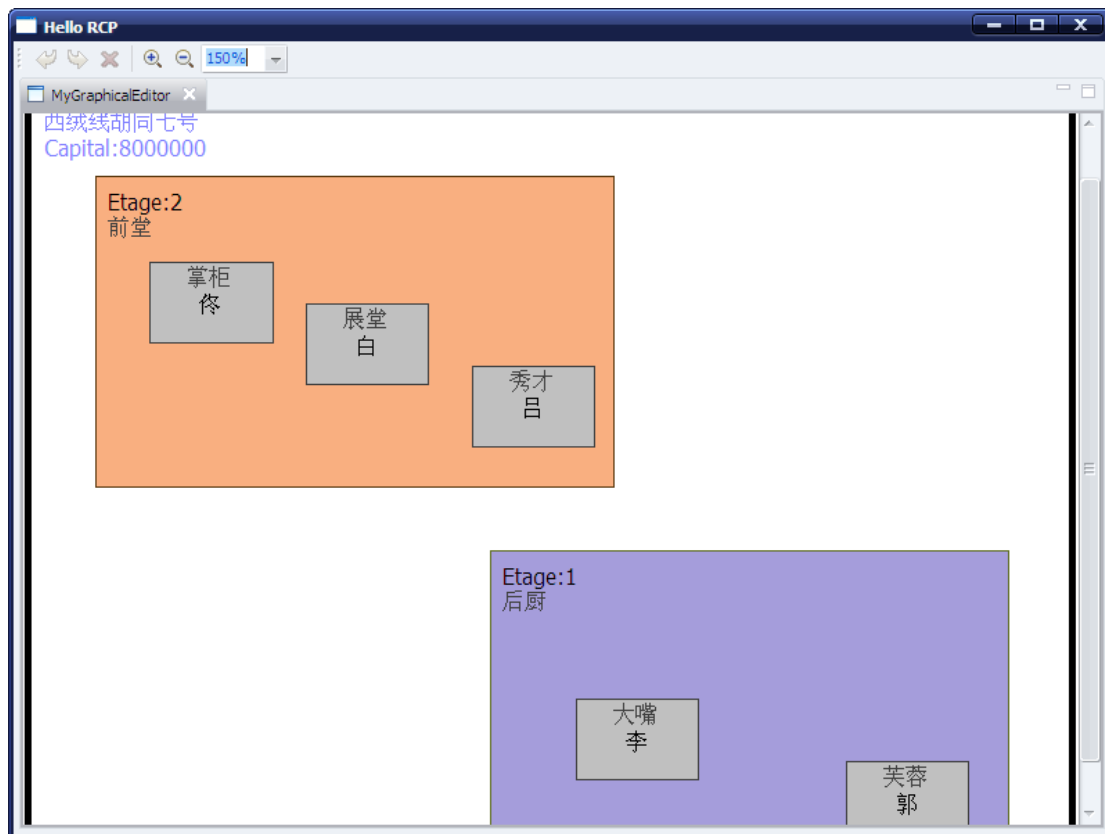 Hello RCP
150%
MyGraphicalEditor
西绒线胡同七号
Capital:8000000
Etage:2
前堂
掌柜
佟
展堂
白
秀才
吕
Etage:1
后厨
大嘴
李
芙蓉
郭